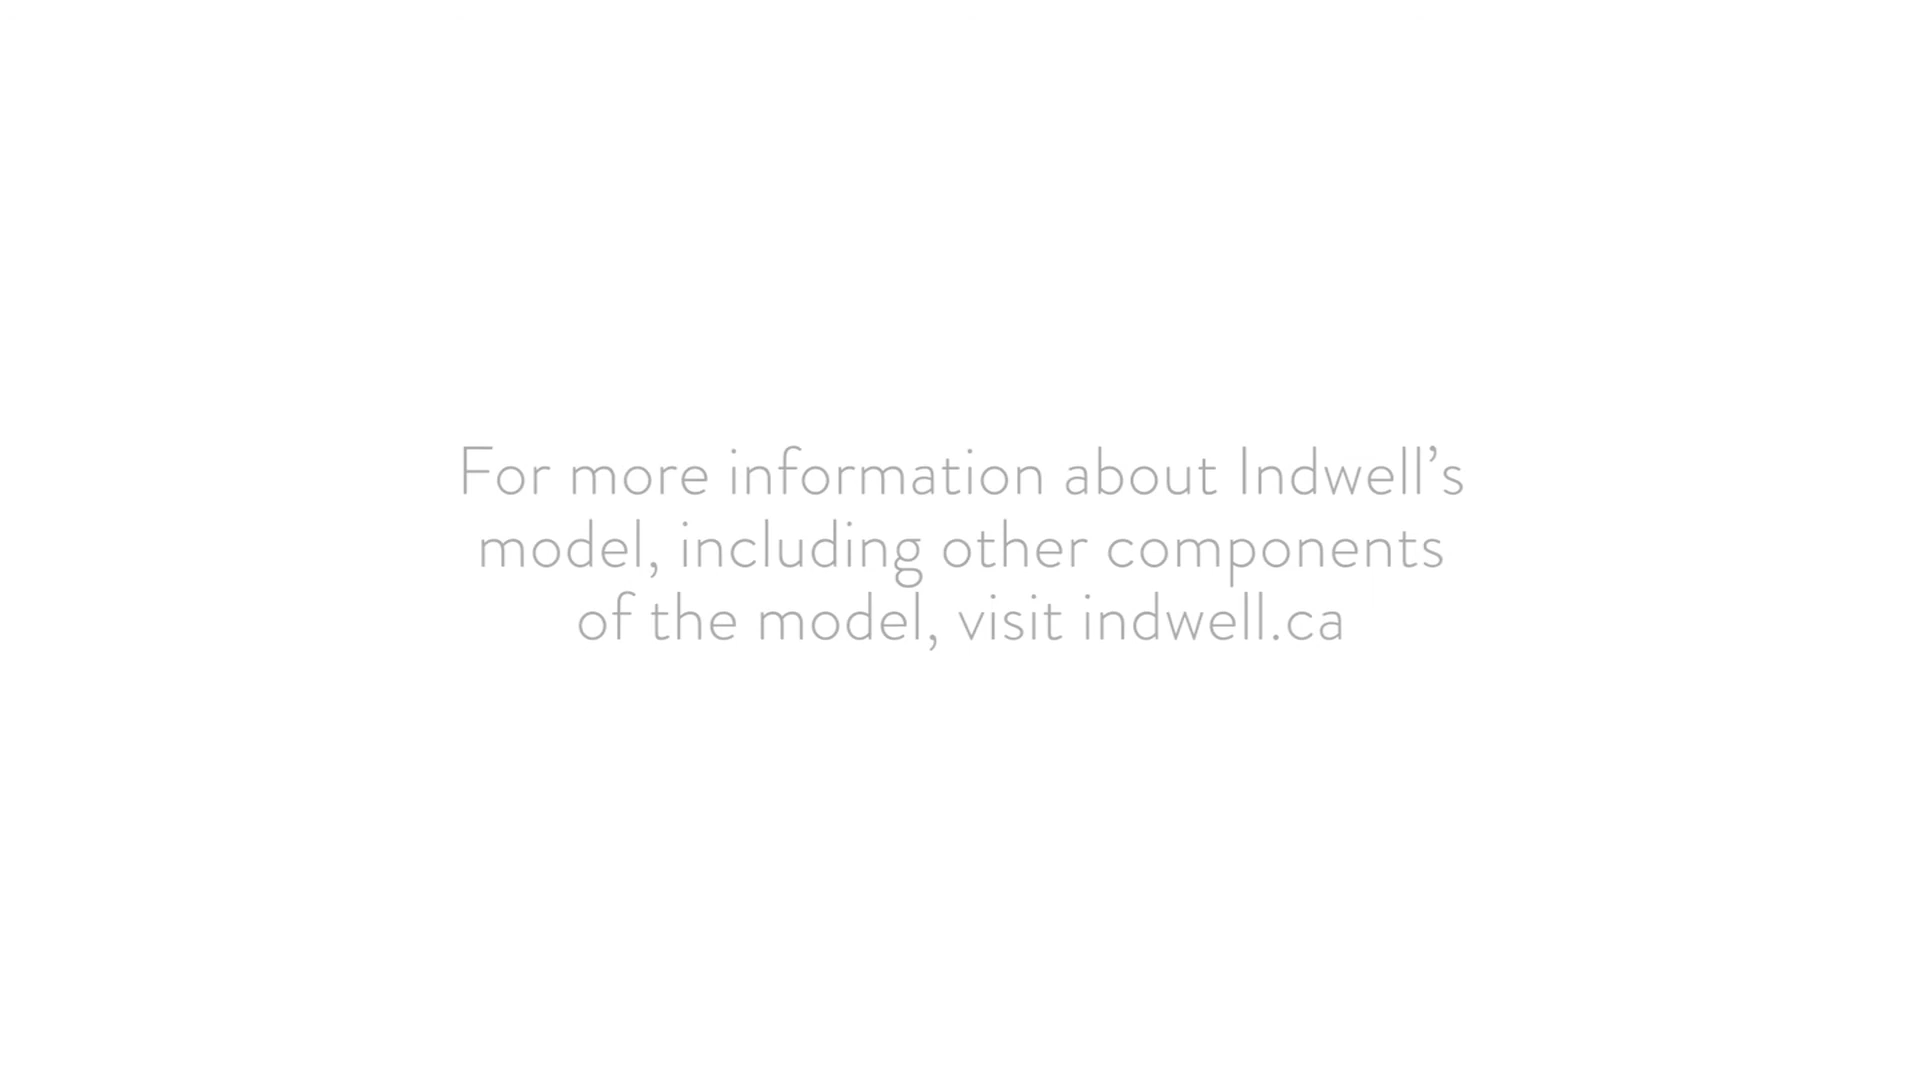 For more information about Indwell’s
model, including other components
of the model, visit indwell.ca